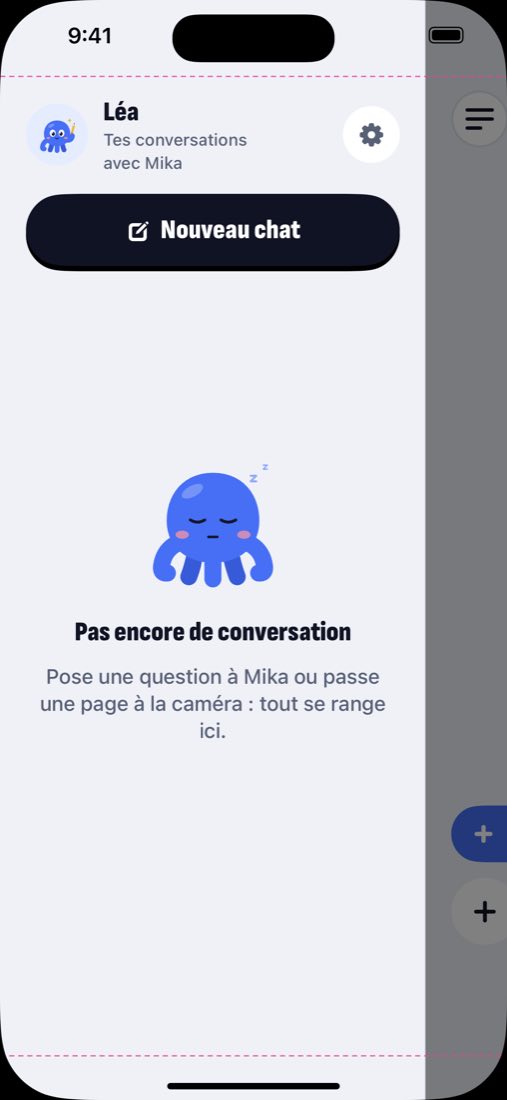 9:41
Léa
Tes conversations
avec Mika
Nouveau chat
z
z
Pas encore de conversation
Pose une question à Mika ou passe
une page à la caméra : tout se range
ici.